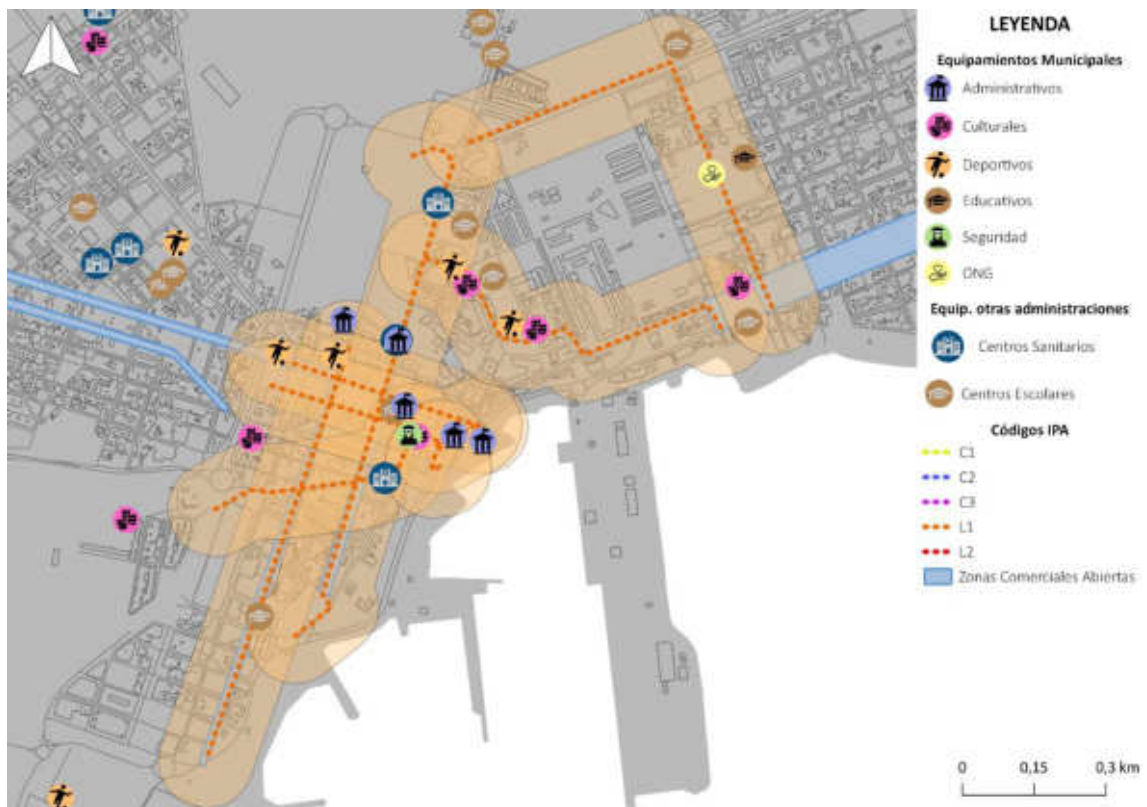 LEYENDA
Equipamientos Municipales
Administrativos
Culturales
Deportivos
Educativos
Seguridad
ONG
Equip. otras administraciones
Centros Sanitarios
Centros Escolares
Códigos IPA
C1
C2
C3
L1
L2
Zonas Comerciales Abiertas
0 0,15 0,3 km